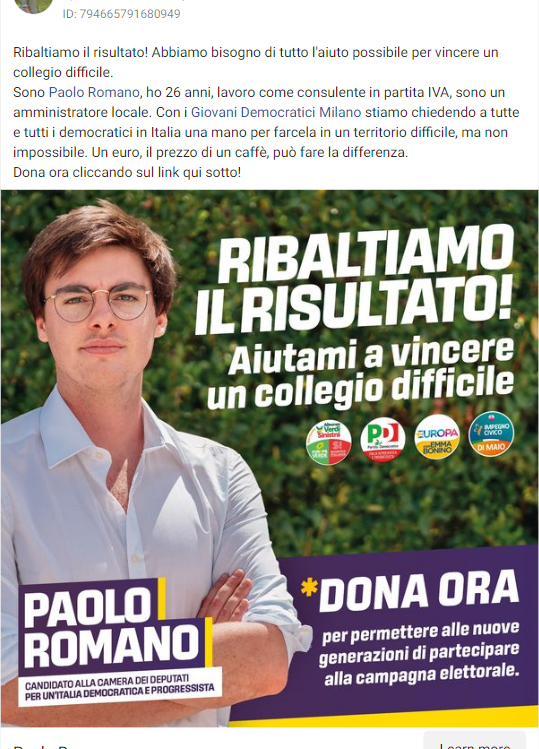 ID: 794665791680949
Ribaltiamo il risultato! Abbiamo bisogno di tutto l'aiuto possibile per vincere un
collegio difficile.
Sono Paolo Romano, ho 26 anni, lavoro come consulente in partita IVA, sono un
amministratore locale. Con i Giovani Democratici Milano stiamo chiedendo a tutte
e tutti i democratici in Italia una mano per farcela in un territorio difficile, ma non
impossibile. Un euro, il prezzo di un caffè, può fare la differenza.
Dona ora cliccando sul link qui sotto!
RIBALTIAMO
IL RISULTATO!
Aiutami a vincere
un collegio difficile
Alleanza
Verdi
Sinistra
EUROPA
VERDE
PD
Partito Democratico
+EUROPA
CON EMMA
BONINO
IMPEGNO
CIVICO
DI MAIO
PAOLO
ROMANO
CANDIDATO ALLA CAMERA DEI DEPUTATI
PER UN'ITALIA DEMOCRATICA E PROGRESSISTA
*DONA ORA
per permettere alle nuove
generazioni di partecipare
alla campagna elettorale.